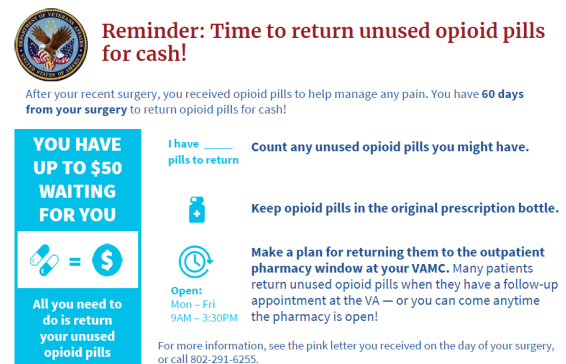 Reminder: Time to return unused opioid pills
for cash!
After your recent surgery, you received opioid pills to help manage any pain. You have 60 days
from your surgery to return opioid pills for cash!
YOU HAVE
UP TO $50
WAITING
FOR YOU
= $
All you need to
do is return
your unused
opioid pills
I have _____
pills to return
Count any unused opioid pills you might have.
Keep opioid pills in the original prescription bottle.
Open:
Mon – Fri
9AM – 3:30PM
Make a plan for returning them to the outpatient
pharmacy window at your VAMC. Many patients
return unused opioid pills when they have a follow-up
appointment at the VA — or you can come anytime
the pharmacy is open!
For more information, see the pink letter you received on the day of your surgery,
or call 802-291-6255.